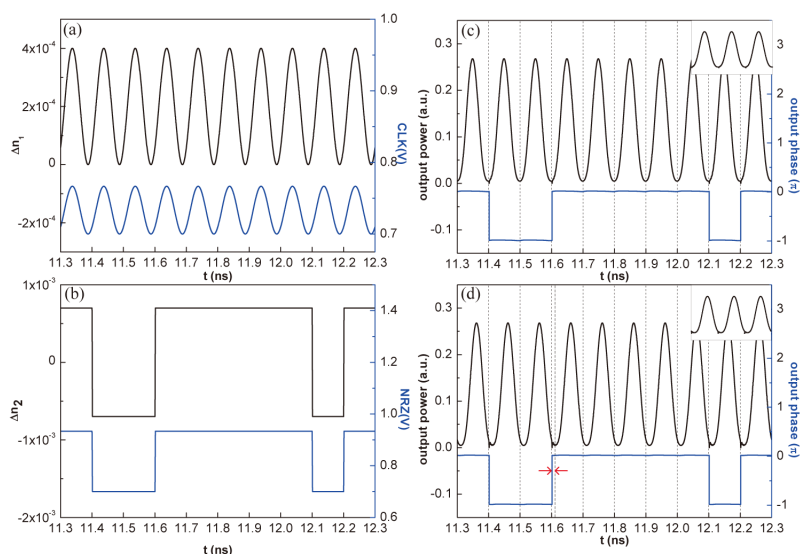 (a)
4x10⁻⁴
2x10⁻⁴
0
-2x10⁻⁴
Δn₁
1.0
0.9
0.8
0.7
CLK(V)
11.3 11.4 11.5 11.6 11.7 11.8 11.9 12.0 12.1 12.2 12.3
t (ns)
(b)
1x10⁻³
0
-1x10⁻³
-2x10⁻³
Δn₂
1.4
1.2
1.0
0.8
0.6
NRZ(V)
11.3 11.4 11.5 11.6 11.7 11.8 11.9 12.0 12.1 12.2 12.3
t (ns)
(c)
0.3
0.2
0.1
0.0
-0.1
output power (a.u.)
3
2
1
0
-1
output phase (π)
11.3 11.4 11.5 11.6 11.7 11.8 11.9 12.0 12.1 12.2 12.3
t (ns)
(d)
0.3
0.2
0.1
0.0
-0.1
output power (a.u.)
3
2
1
0
-1
output phase (π)
11.3 11.4 11.5 11.6 11.7 11.8 11.9 12.0 12.1 12.2 12.3
t (ns)